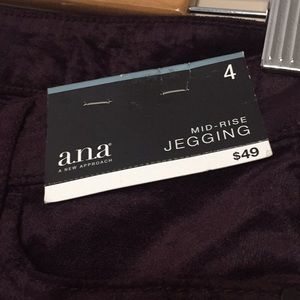 4
a.n.a
A NEW APPROACH
MID-RISE
JEGGING
$49